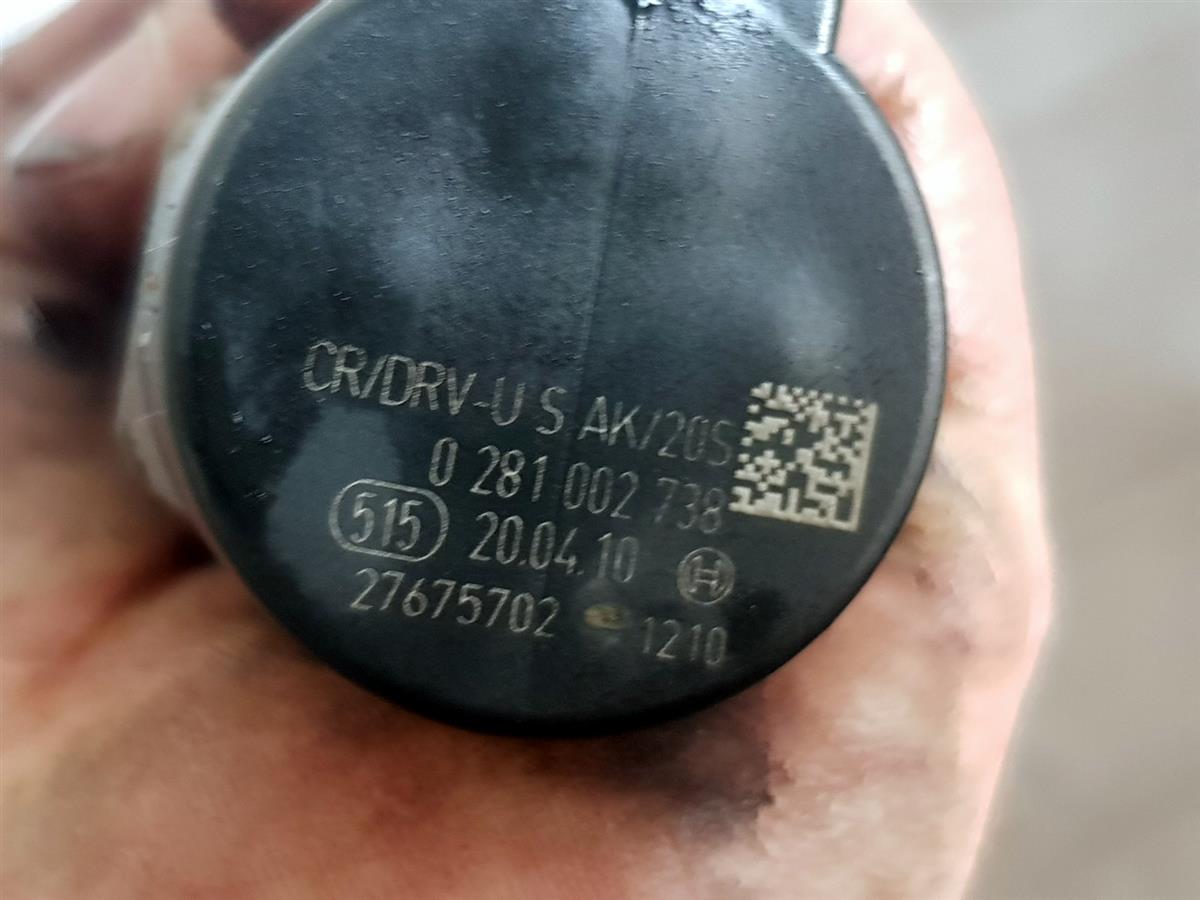 CR/DRV-U S AK/20S
0 281 002 738
515 20.04.10 H
27675702 1210